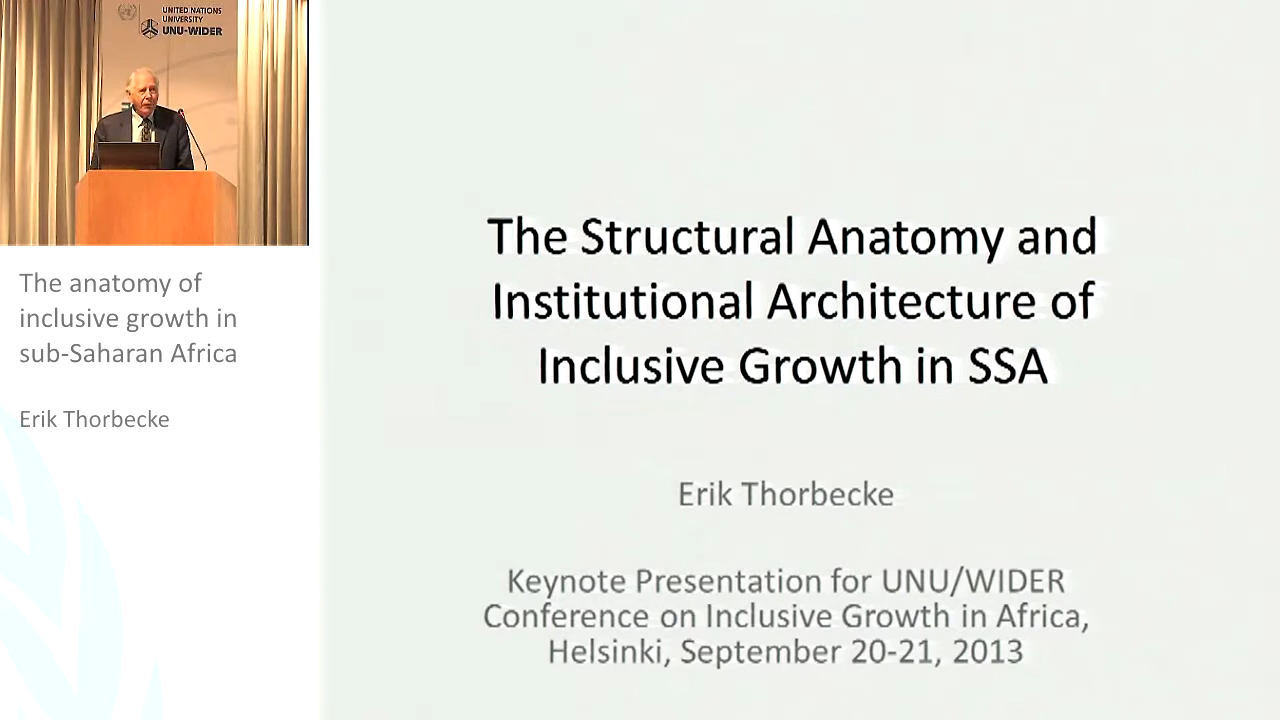 UNITED NATIONS
UNIVERSITY
UNU-WIDER
The anatomy of
inclusive growth in
sub-Saharan Africa
Erik Thorbecke
The Structural Anatomy and
Institutional Architecture of
Inclusive Growth in SSA
Erik Thorbecke
Keynote Presentation for UNU/WIDER
Conference on Inclusive Growth in Africa,
Helsinki, September 20-21, 2013